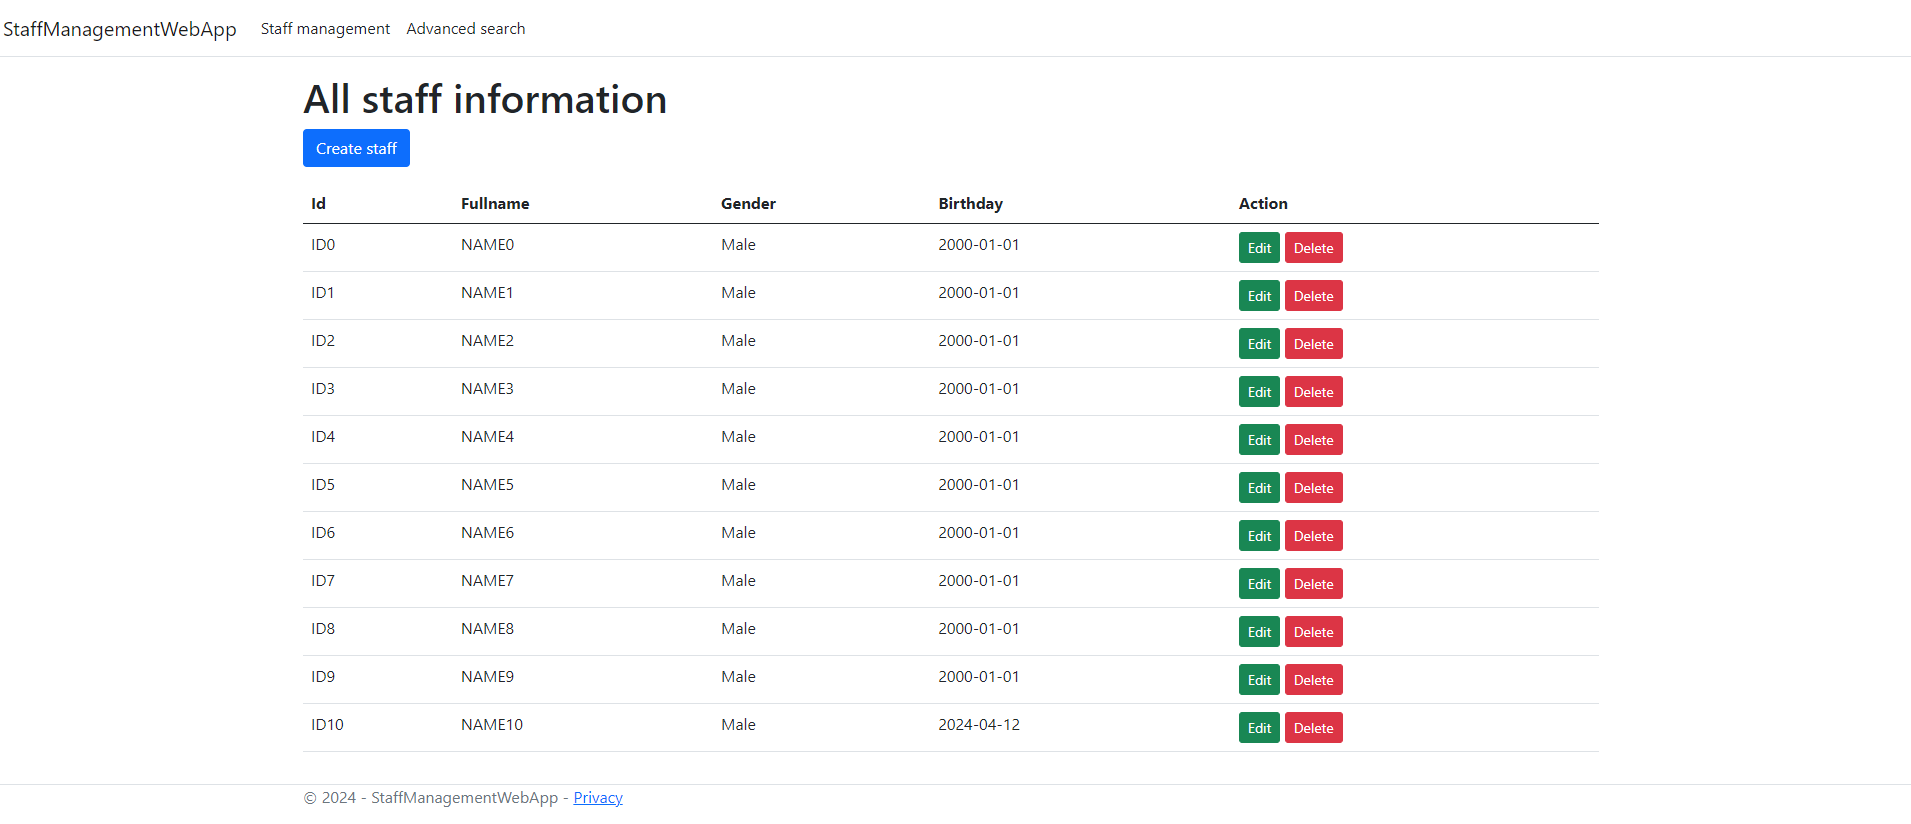 StaffManagementWebApp Staff management Advanced search
All staff information
Create staff
Id Fullname Gender Birthday Action
ID0 NAME0 Male 2000-01-01 Edit Delete
ID1 NAME1 Male 2000-01-01 Edit Delete
ID2 NAME2 Male 2000-01-01 Edit Delete
ID3 NAME3 Male 2000-01-01 Edit Delete
ID4 NAME4 Male 2000-01-01 Edit Delete
ID5 NAME5 Male 2000-01-01 Edit Delete
ID6 NAME6 Male 2000-01-01 Edit Delete
ID7 NAME7 Male 2000-01-01 Edit Delete
ID8 NAME8 Male 2000-01-01 Edit Delete
ID9 NAME9 Male 2000-01-01 Edit Delete
ID10 NAME10 Male 2024-04-12 Edit Delete
© 2024 - StaffManagementWebApp - Privacy